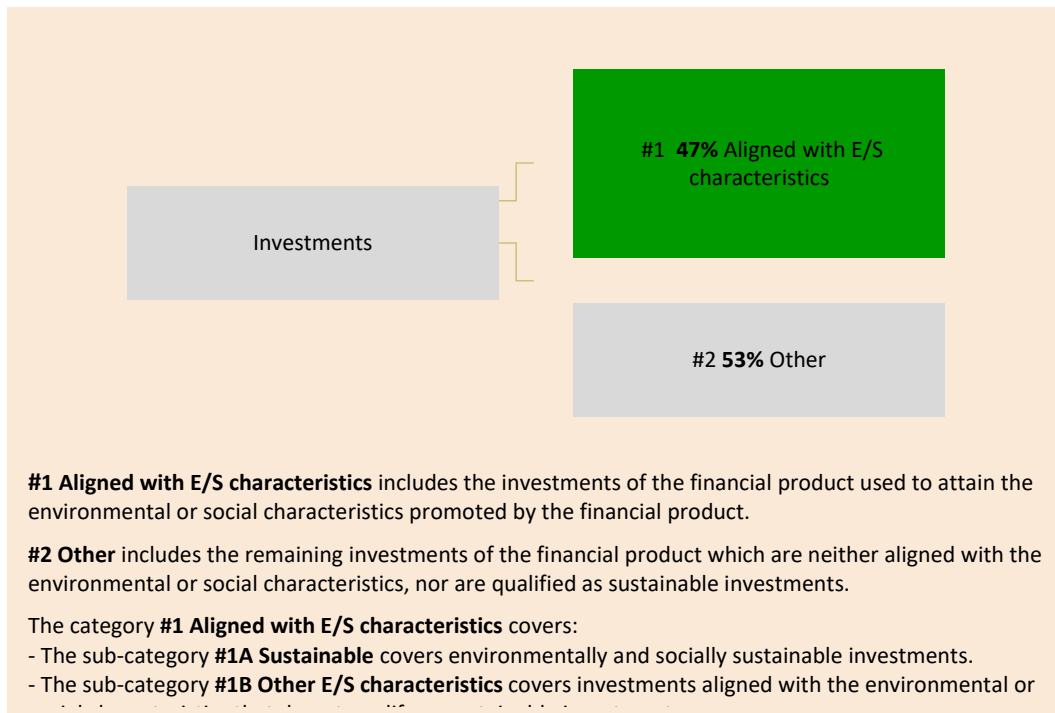 #1 47% Aligned with E/S
characteristics
Investments
#2 53% Other
#1 Aligned with E/S characteristics includes the investments of the financial product used to attain the
environmental or social characteristics promoted by the financial product.
#2 Other includes the remaining investments of the financial product which are neither aligned with the
environmental or social characteristics, nor are qualified as sustainable investments.
The category #1 Aligned with E/S characteristics covers:
- The sub-category #1A Sustainable covers environmentally and socially sustainable investments.
- The sub-category #1B Other E/S characteristics covers investments aligned with the environmental or